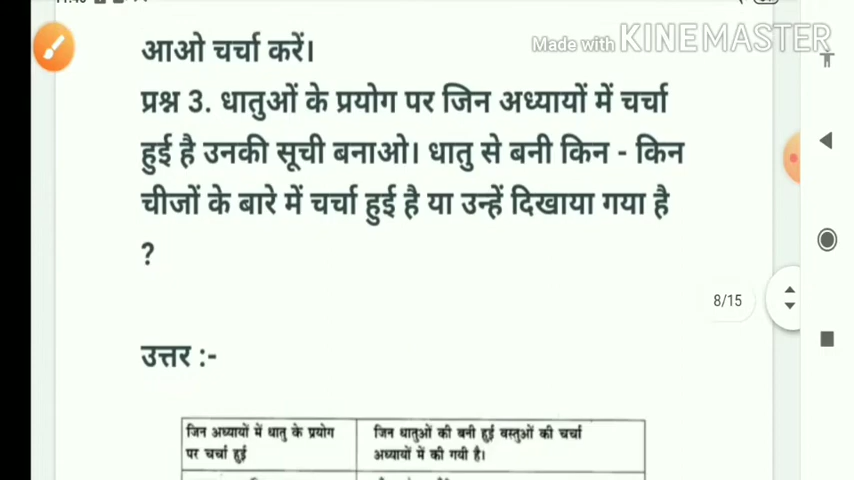 Made with KINEMASTER
आओ चर्चा करें।
प्रश्न 3. धातुओं के प्रयोग पर जिन अध्यायों में चर्चा
हुई है उनकी सूची बनाओ। धातु से बनी किन - किन
चीजों के बारे में चर्चा हुई है या उन्हें दिखाया गया है
?
8/15
उत्तर :-
जिन अध्यायों में धातु के प्रयोग
पर चर्चा हुई
जिन धातुओं की बनी हुई वस्तुओं की चर्चा
अध्यायों में की गयी है।